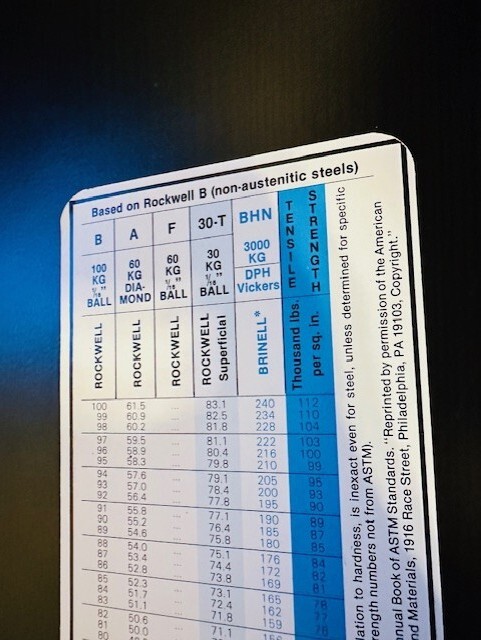 Based on Rockwell B (non-austenitic steels)
B A F 30-T BHN TENSILE STRENGTH
100 KG 1/16" BALL
60 KG DIA-MOND
60 KG 1/16" BALL
30 KG 1/16" BALL
3000 KG
DPH Vickers
ROCKWELL
ROCKWELL
ROCKWELL
ROCKWELL Superficial
BRINELL*
Thousand lbs. per sq. in.
100 61.5 ... 83.1 240 112
99 60.9 ... 82.5 234 110
98 60.2 ... 81.8 228 104
97 59.5 ... 81.1 222 103
96 58.9 ... 80.4 216 100
95 58.3 ... 79.8 210 99
94 57.6 ... 79.1 205 95
93 57.0 ... 78.4 200 93
92 56.4 ... 77.8 195 90
91 55.8 ... 77.1 190 89
90 55.2 ... 76.4 185 87
89 54.6 ... 75.8 180 85
88 54.0 ... 75.1 176 84
87 53.4 ... 74.4 172 82
86 52.8 ... 73.8 169 81
85 52.3 ... 73.1 165
84 51.7 ... 72.4 162 77
83 51.1 ... 71.8 159
82 50.6 ... 71.1 156
81 50.0
80
lation to hardness, is inexact even for steel, unless determined for specific
ength numbers not from ASTM).
nual Book of ASTM Standards. "Reprinted by permission of the American
nd Materials, 1916 Race Street, Philadelphia, PA 19103, Copyright."